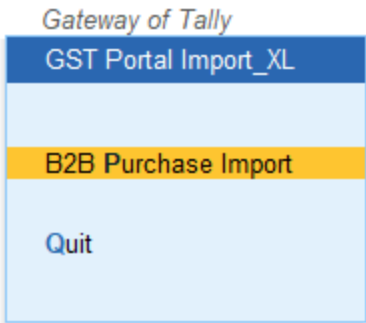 Gateway of Tally
GST Portal Import_XL
B2B Purchase Import
Quit